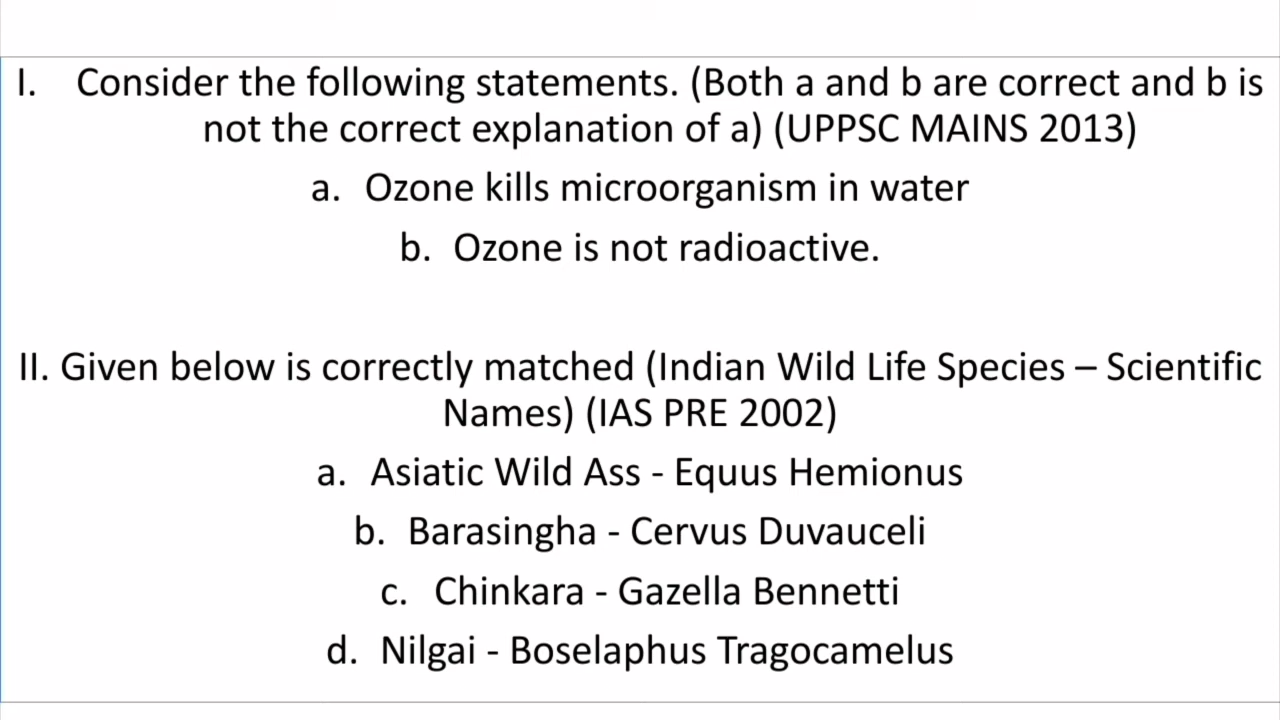 I. Consider the following statements. (Both a and b are correct and b is
not the correct explanation of a) (UPPSC MAINS 2013)
a. Ozone kills microorganism in water
b. Ozone is not radioactive.
II. Given below is correctly matched (Indian Wild Life Species – Scientific
Names) (IAS PRE 2002)
a. Asiatic Wild Ass - Equus Hemionus
b. Barasingha - Cervus Duvauceli
c. Chinkara - Gazella Bennetti
d. Nilgai - Boselaphus Tragocamelus